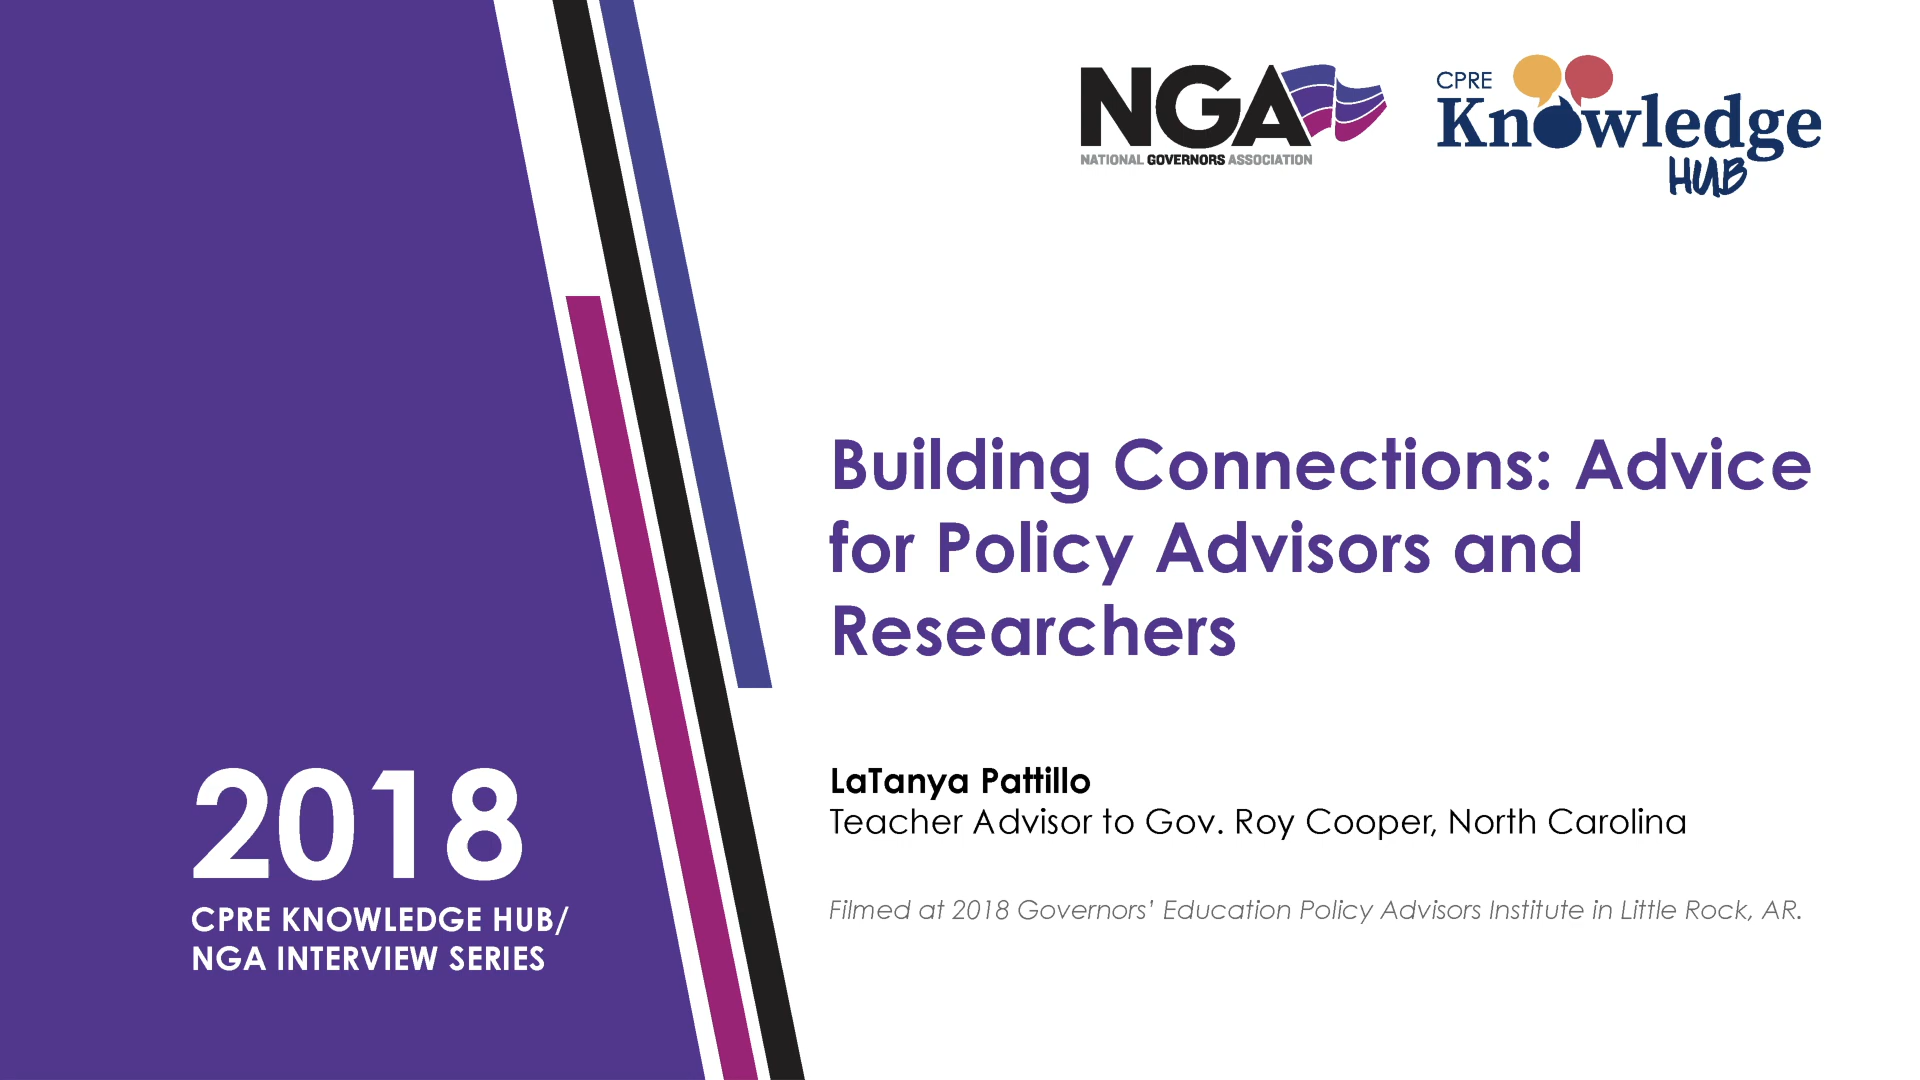 NGA
NATIONAL GOVERNORS ASSOCIATION
CPRE
Knowledge
HUB
Building Connections: Advice
for Policy Advisors and
Researchers
LaTanya Pattillo
Teacher Advisor to Gov. Roy Cooper, North Carolina
Filmed at 2018 Governors’ Education Policy Advisors Institute in Little Rock, AR.
2018
CPRE KNOWLEDGE HUB/
NGA INTERVIEW SERIES